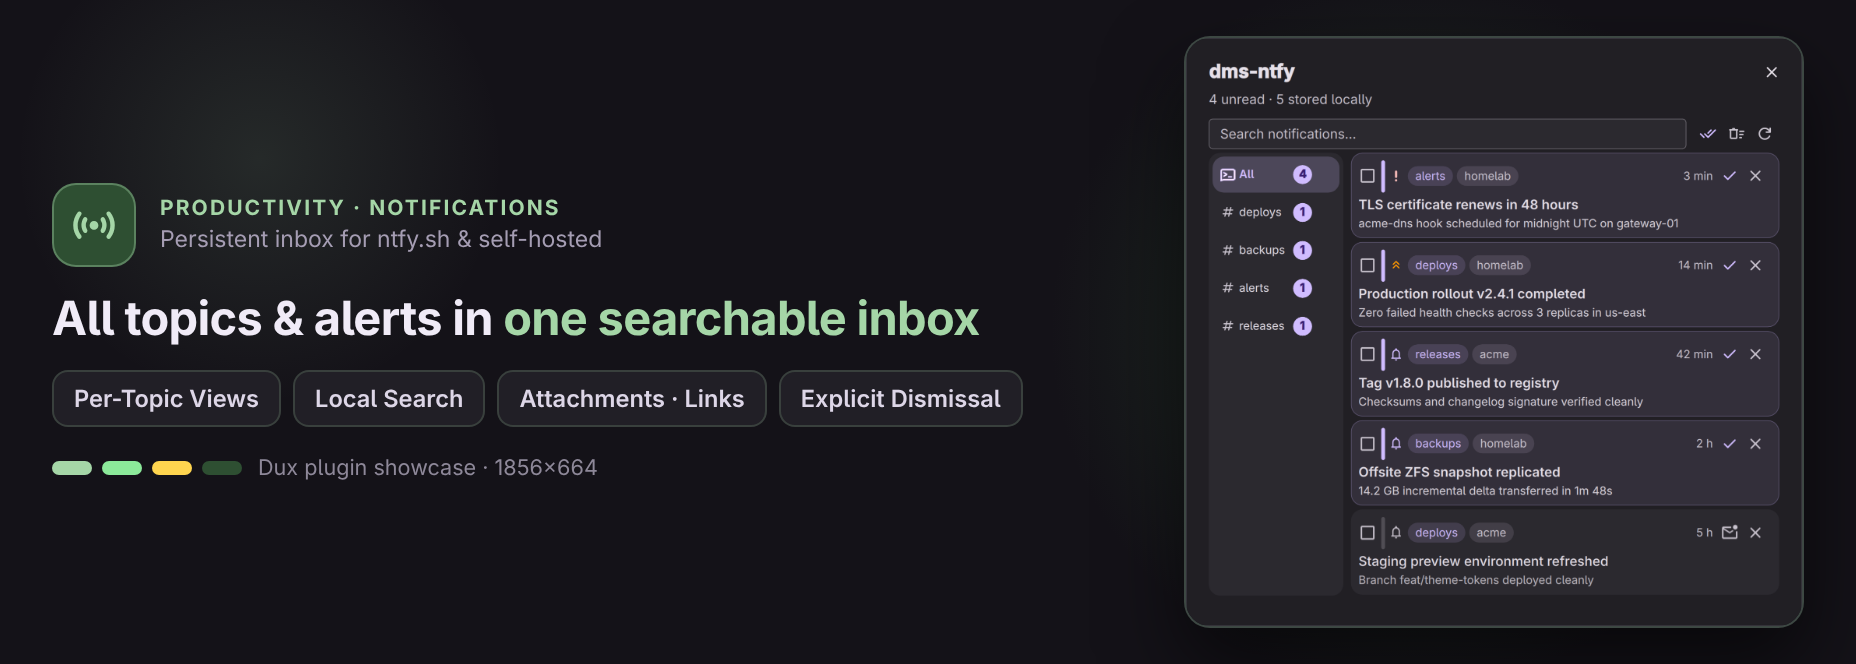 PRODUCTIVITY · NOTIFICATIONS
Persistent inbox for ntfy.sh & self-hosted
All topics & alerts in one searchable inbox
Per-Topic Views
Local Search
Attachments · Links
Explicit Dismissal
Dux plugin showcase · 1856×664
dms-ntfy
4 unread · 5 stored locally
Search notifications...
All 4
# deploys 1
# backups 1
# alerts 1
# releases 1
! alerts homelab 3 min
TLS certificate renews in 48 hours
acme-dns hook scheduled for midnight UTC on gateway-01
deploys homelab 14 min
Production rollout v2.4.1 completed
Zero failed health checks across 3 replicas in us-east
releases acme 42 min
Tag v1.8.0 published to registry
Checksums and changelog signature verified cleanly
backups homelab 2 h
Offsite ZFS snapshot replicated
14.2 GB incremental delta transferred in 1m 48s
deploys acme 5 h
Staging preview environment refreshed
Branch feat/theme-tokens deployed cleanly